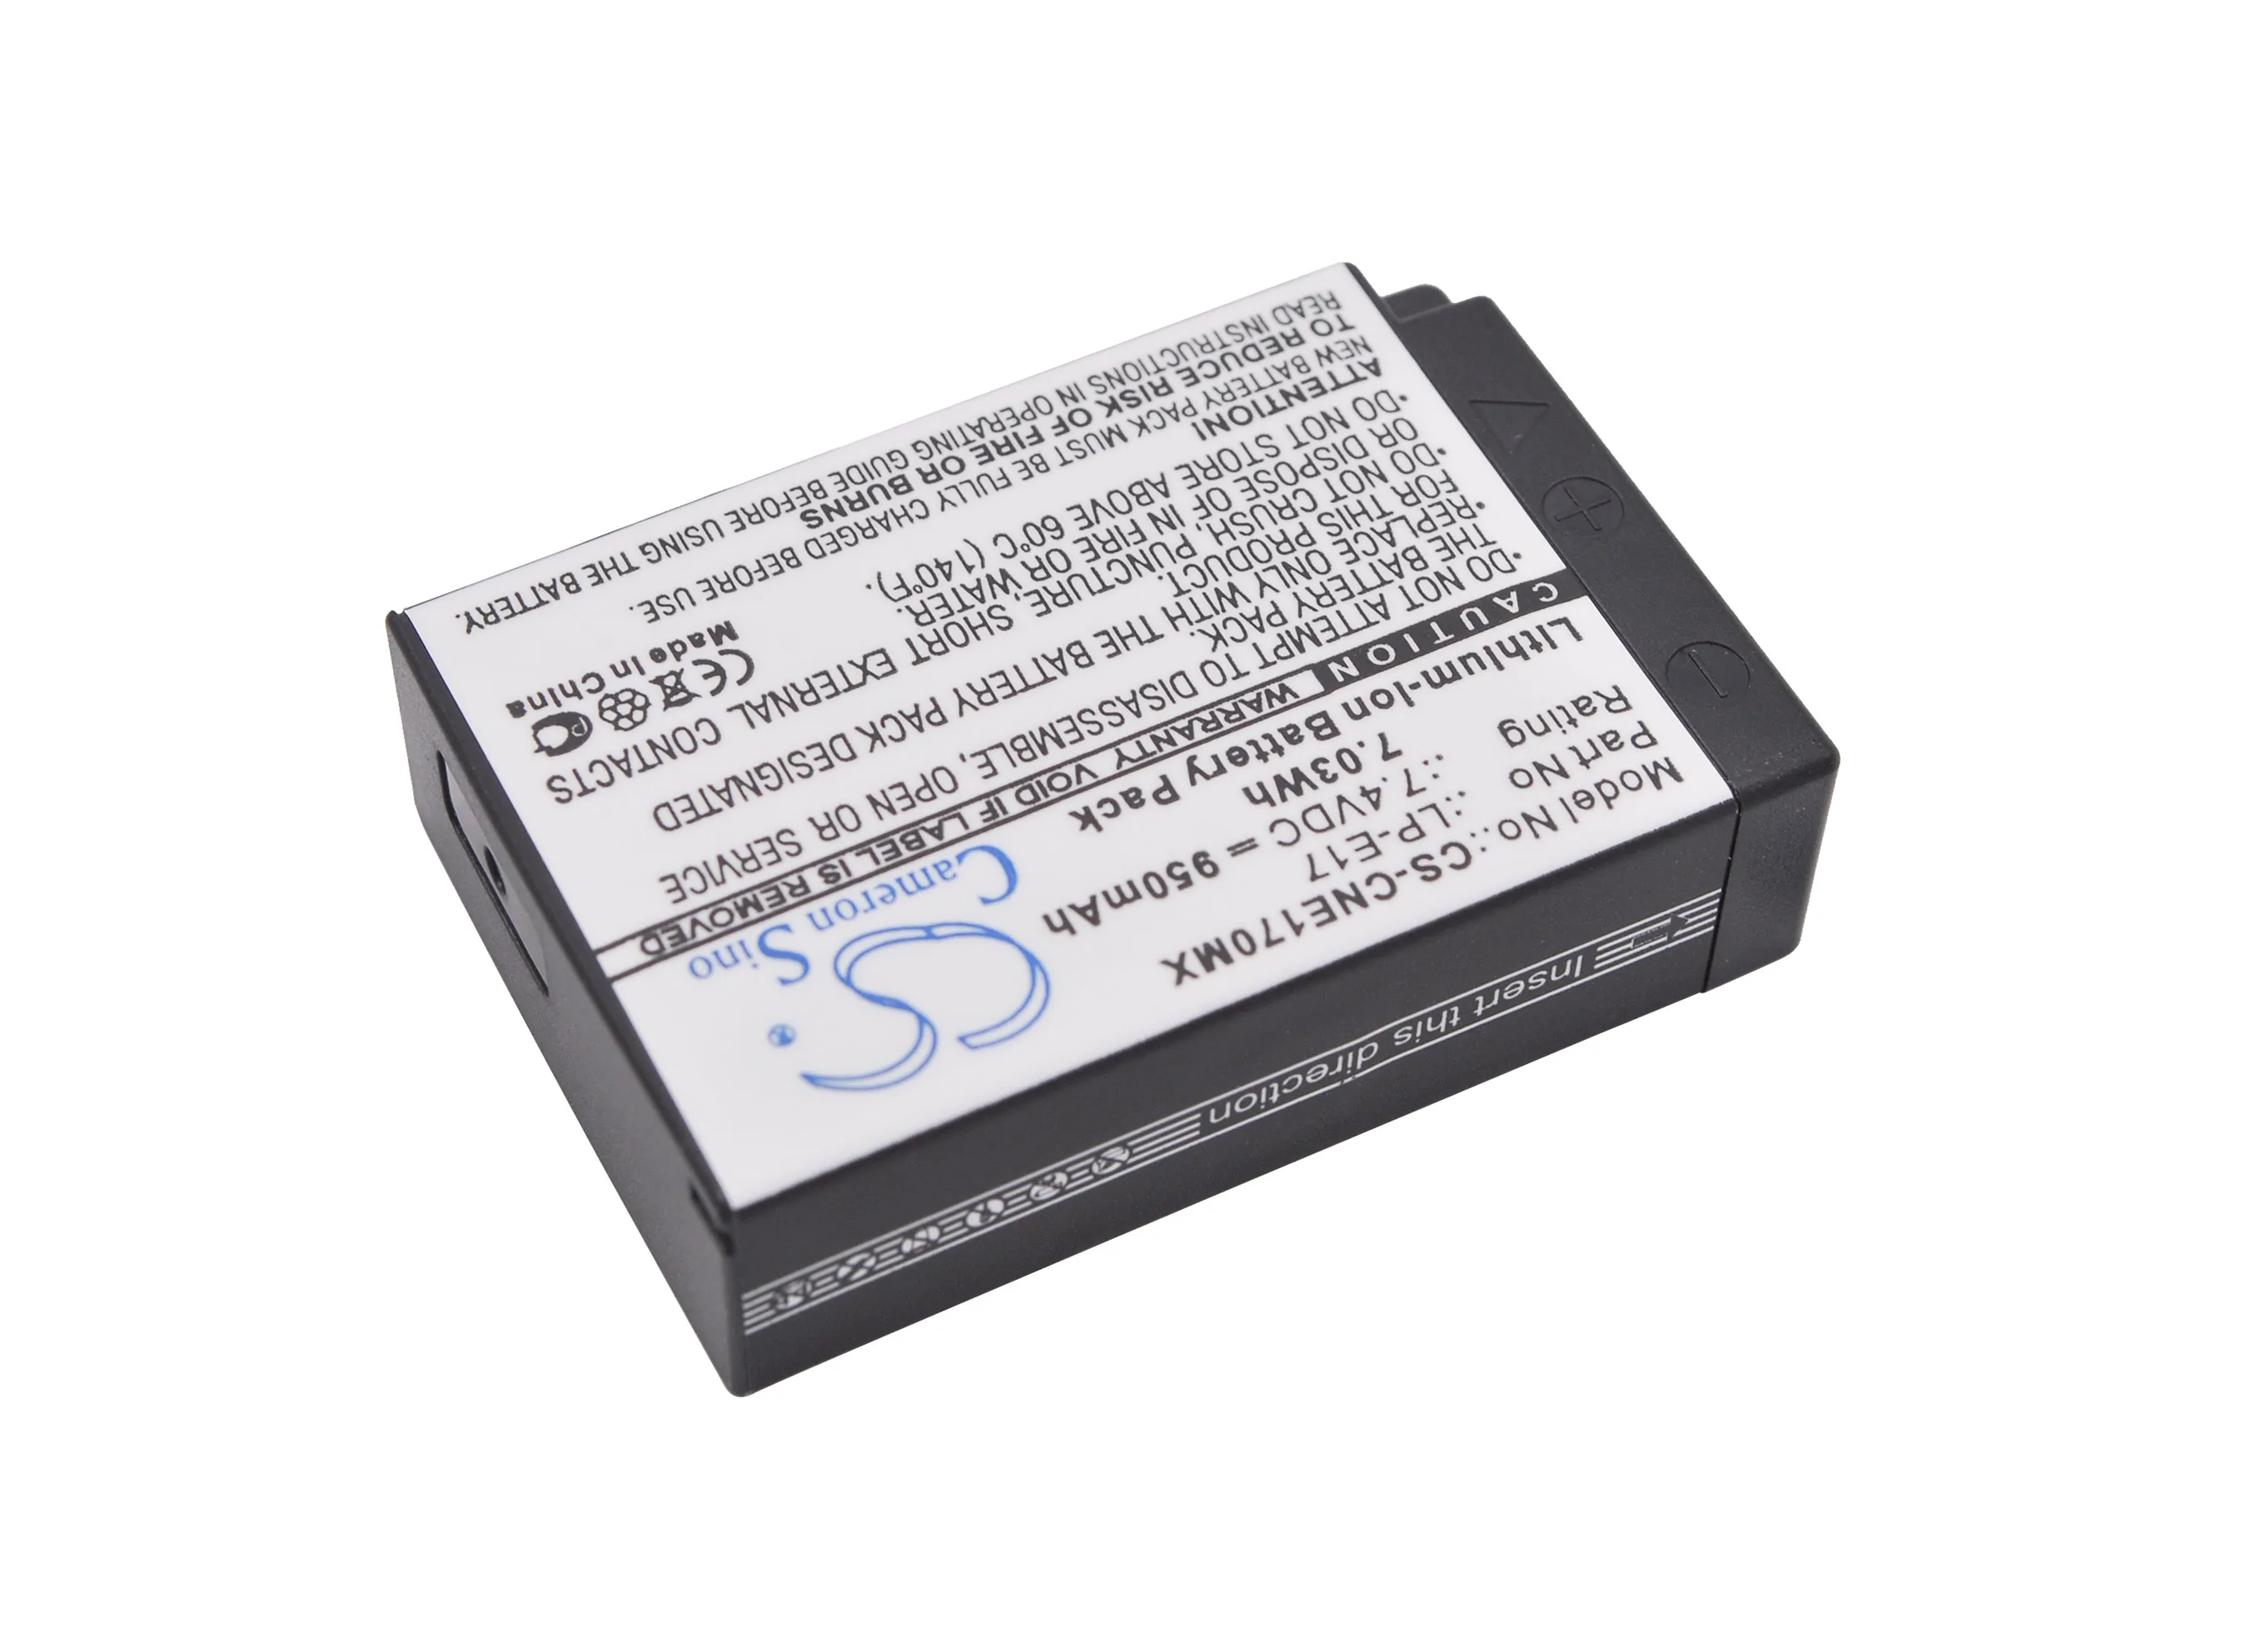 Cameron Sino
CS
Model No.: CS-CNE170MX
Part No .: LP-E17
Rating .: 7.4VDC = 950mAh
7.03Wh
Lithium-Ion Battery Pack
CAUTION WARRANTY VOID IF LABEL IS REMOVED
•DO NOT ATTEMPT TO DISASSEMBLE, OPEN OR SERVICE
THE BATTERY PACK.
•REPLACE ONLY WITH THE BATTERY PACK DESIGNATED
FOR THIS PRODUCT.
•DO NOT CRUSH, PUNCTURE, SHORT EXTERNAL CONTACTS
OR DISPOSE OF IN FIRE OR WATER.
•DO NOT STORE ABOVE 60°C (140°F).
ATTENTION!
NEW BATTERY PACK MUST BE FULLY CHARGED BEFORE USE.
TO REDUCE RISK OF FIRE OR BURNS
READ INSTRUCTIONS IN OPERATING GUIDE BEFORE USING THE BATTERY.
CE
Made in China
Insert this direction
+
−